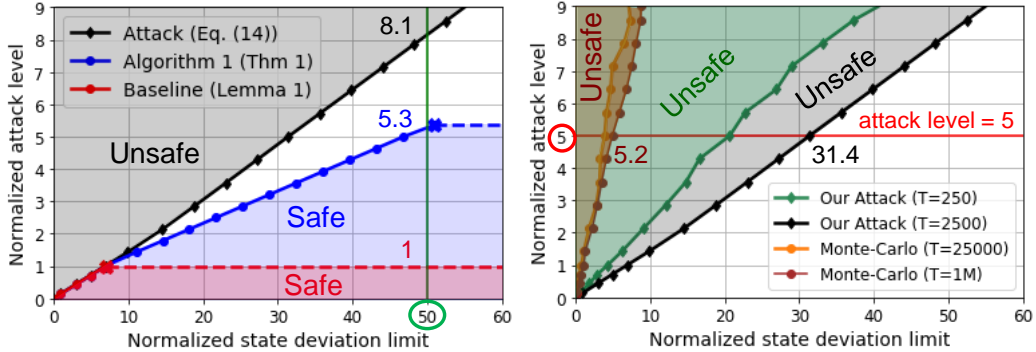 9
8
7
6
5
4
3
2
1
0
Normalized attack level
Attack (Eq. (14))
Algorithm 1 (Thm 1)
Baseline (Lemma 1)
8.1
5.3
1
Unsafe
Safe
Safe
0 10 20 30 40 50 60
Normalized state deviation limit
9
8
7
6
5
4
3
2
1
0
Normalized attack level
Unsafe
Unsafe
Unsafe
attack level = 5
5.2
31.4
Our Attack (T=250)
Our Attack (T=2500)
Monte-Carlo (T=25000)
Monte-Carlo (T=1M)
0 10 20 30 40 50 60
Normalized state deviation limit